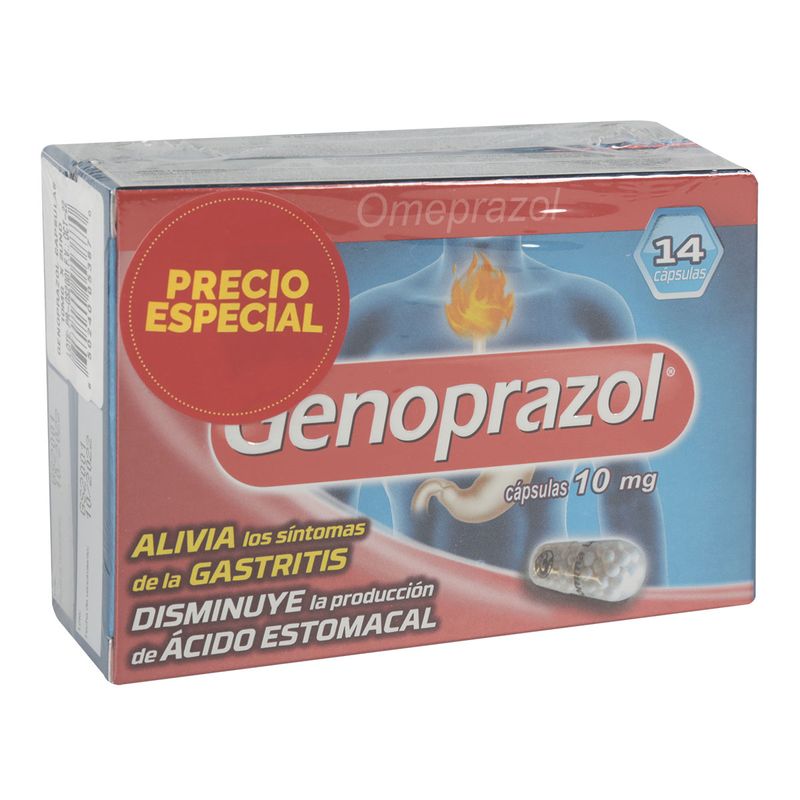 Omeprazol
14
cápsulas
PRECIO
ESPECIAL
Genoprazol®
cápsulas 10 mg
ALIVIA los síntomas
de la GASTRITIS
DISMINUYE la producción
de ÁCIDO ESTOMACAL